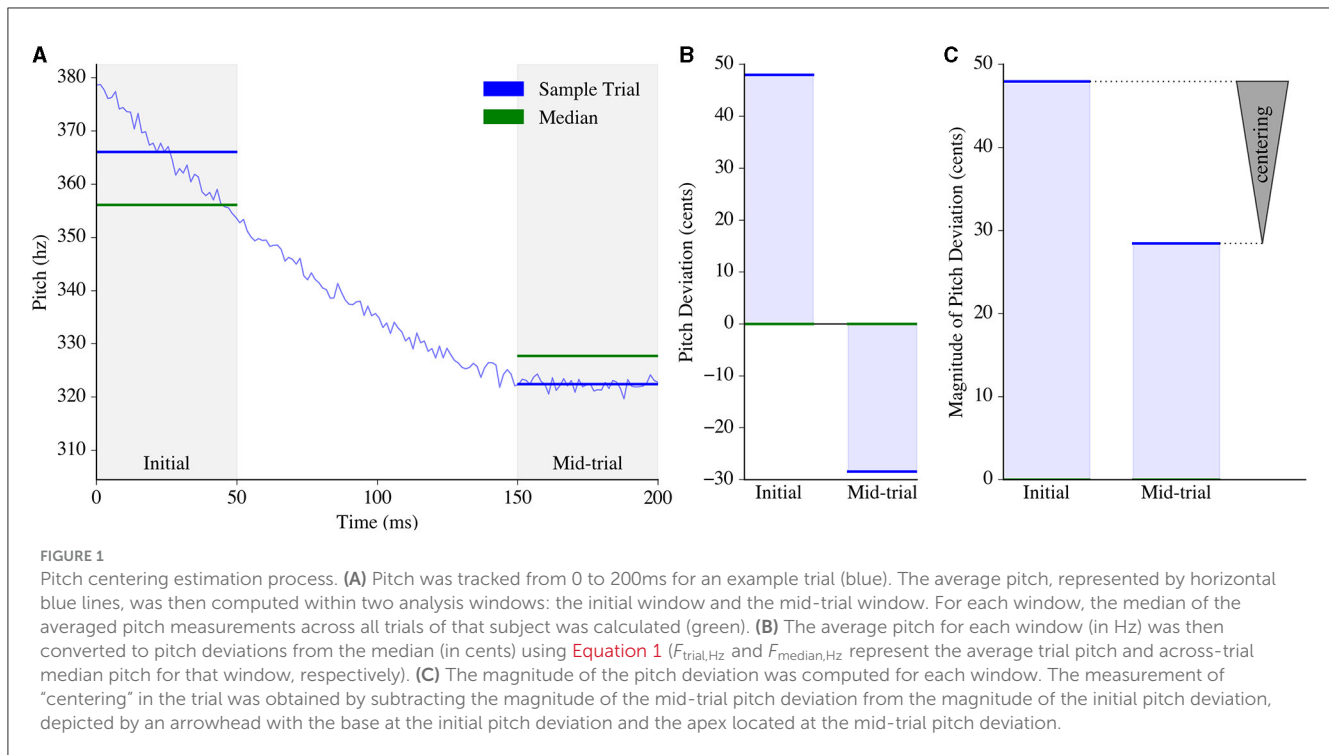 A
380
370
360
350
340
330
320
310
Pitch (hz)
Sample Trial
Median
Initial
Mid-trial
0
50
100
150
200
Time (ms)
B
50
40
30
20
10
0
−10
−20
−30
Pitch Deviation (cents)
Initial
Mid-trial
C
50
40
30
20
10
0
Magnitude of Pitch Deviation (cents)
centering
Initial
Mid-trial
FIGURE 1
Pitch centering estimation process. (A) Pitch was tracked from 0 to 200ms for an example trial (blue). The average pitch, represented by horizontal
blue lines, was then computed within two analysis windows: the initial window and the mid-trial window. For each window, the median of the
averaged pitch measurements across all trials of that subject was calculated (green). (B) The average pitch for each window (in Hz) was then
converted to pitch deviations from the median (in cents) using Equation 1 (Ftrial,Hz and Fmedian,Hz represent the average trial pitch and across-trial
median pitch for that window, respectively). (C) The magnitude of the pitch deviation was computed for each window. The measurement of
“centering” in the trial was obtained by subtracting the magnitude of the mid-trial pitch deviation from the magnitude of the initial pitch deviation,
depicted by an arrowhead with the base at the initial pitch deviation and the apex located at the mid-trial pitch deviation.